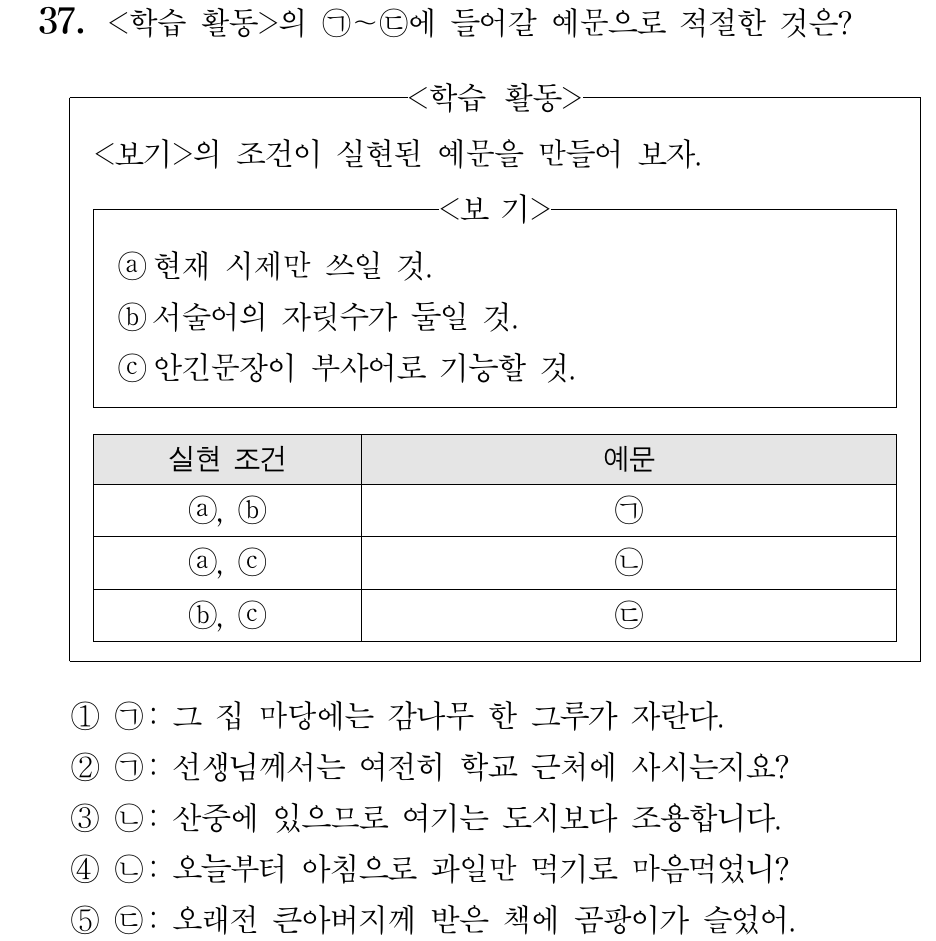 37. <학습 활동>의 ㉠~㉢에 들어갈 예문으로 적절한 것은?
<학습 활동>
<보기>의 조건이 실현된 예문을 만들어 보자.
<보 기>
ⓐ 현재 시제만 쓰일 것.
ⓑ 서술어의 자릿수가 둘일 것.
ⓒ 안긴문장이 부사어로 기능할 것.
실현 조건 예문
ⓐ, ⓑ ㉠
ⓐ, ⓒ ㉡
ⓑ, ⓒ ㉢
① ㉠: 그 집 마당에는 감나무 한 그루가 자란다.
② ㉠: 선생님께서는 여전히 학교 근처에 사시는지요?
③ ㉡: 산중에 있으므로 여기는 도시보다 조용합니다.
④ ㉡: 오늘부터 아침으로 과일만 먹기로 마음먹었니?
⑤ ㉢: 오래전 큰아버지께 받은 책에 곰팡이가 슬었어.